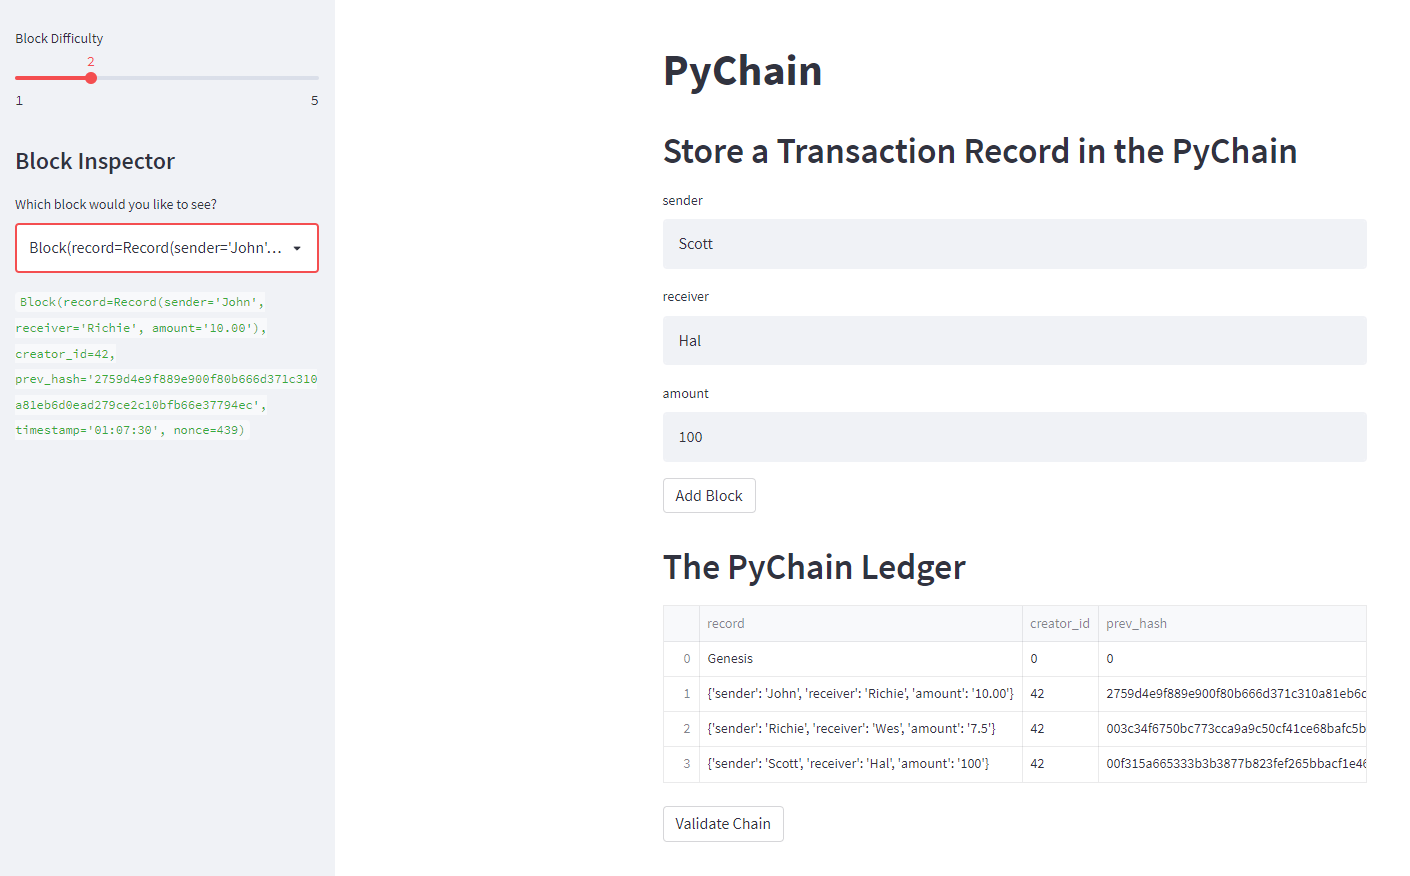 Block Difficulty
2
1 5
Block Inspector
Which block would you like to see?
Block(record=Record(sender='John'...
Block(record=Record(sender='John',
receiver='Richie', amount='10.00'),
creator_id=42,
prev_hash='2759d4e9f889e900f80b666d371c310
a81eb6d0ead279ce2c10bfb66e37794ec',
timestamp='01:07:30', nonce=439)
PyChain
Store a Transaction Record in the PyChain
sender
Scott
receiver
Hal
amount
100
Add Block
The PyChain Ledger
record creator_id prev_hash
0 Genesis 0 0
1 {'sender': 'John', 'receiver': 'Richie', 'amount': '10.00'} 42 2759d4e9f889e900f80b666d371c310a81eb6d
2 {'sender': 'Richie', 'receiver': 'Wes', 'amount': '7.5'} 42 003c34f6750bc773cca9a9c50cf41ce68bafc5b
3 {'sender': 'Scott', 'receiver': 'Hal', 'amount': '100'} 42 00f315a665333b3b3877b823fef265bbacf1e46
Validate Chain